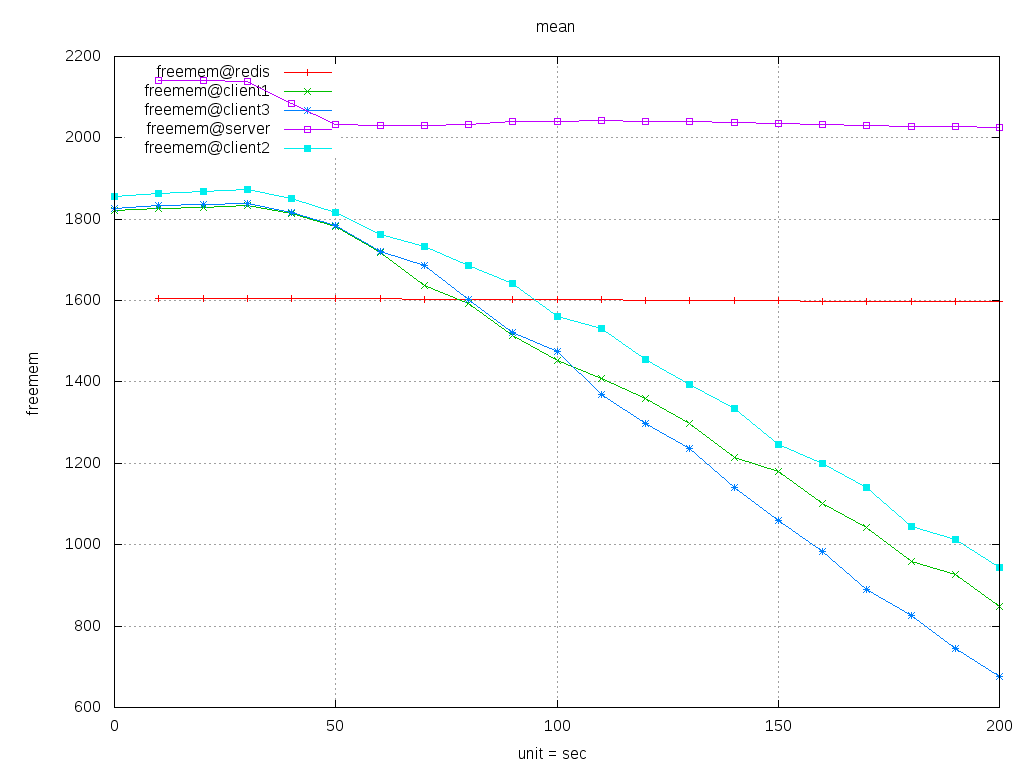 mean
2200
2000
1800
1600
1400
1200
1000
800
600
freemem
freemem@redis
freemem@client1
freemem@client3
freemem@server
freemem@client2
0
50
100
150
200
unit = sec